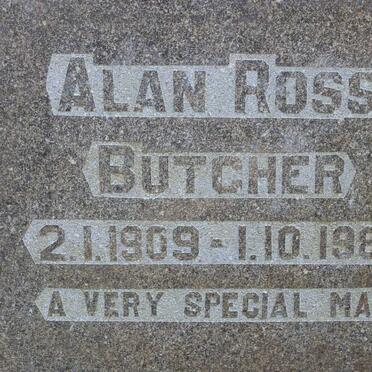 ALAN ROSS
BUTCHER
2.1.1909 - 1.10.198
A VERY SPECIAL MA